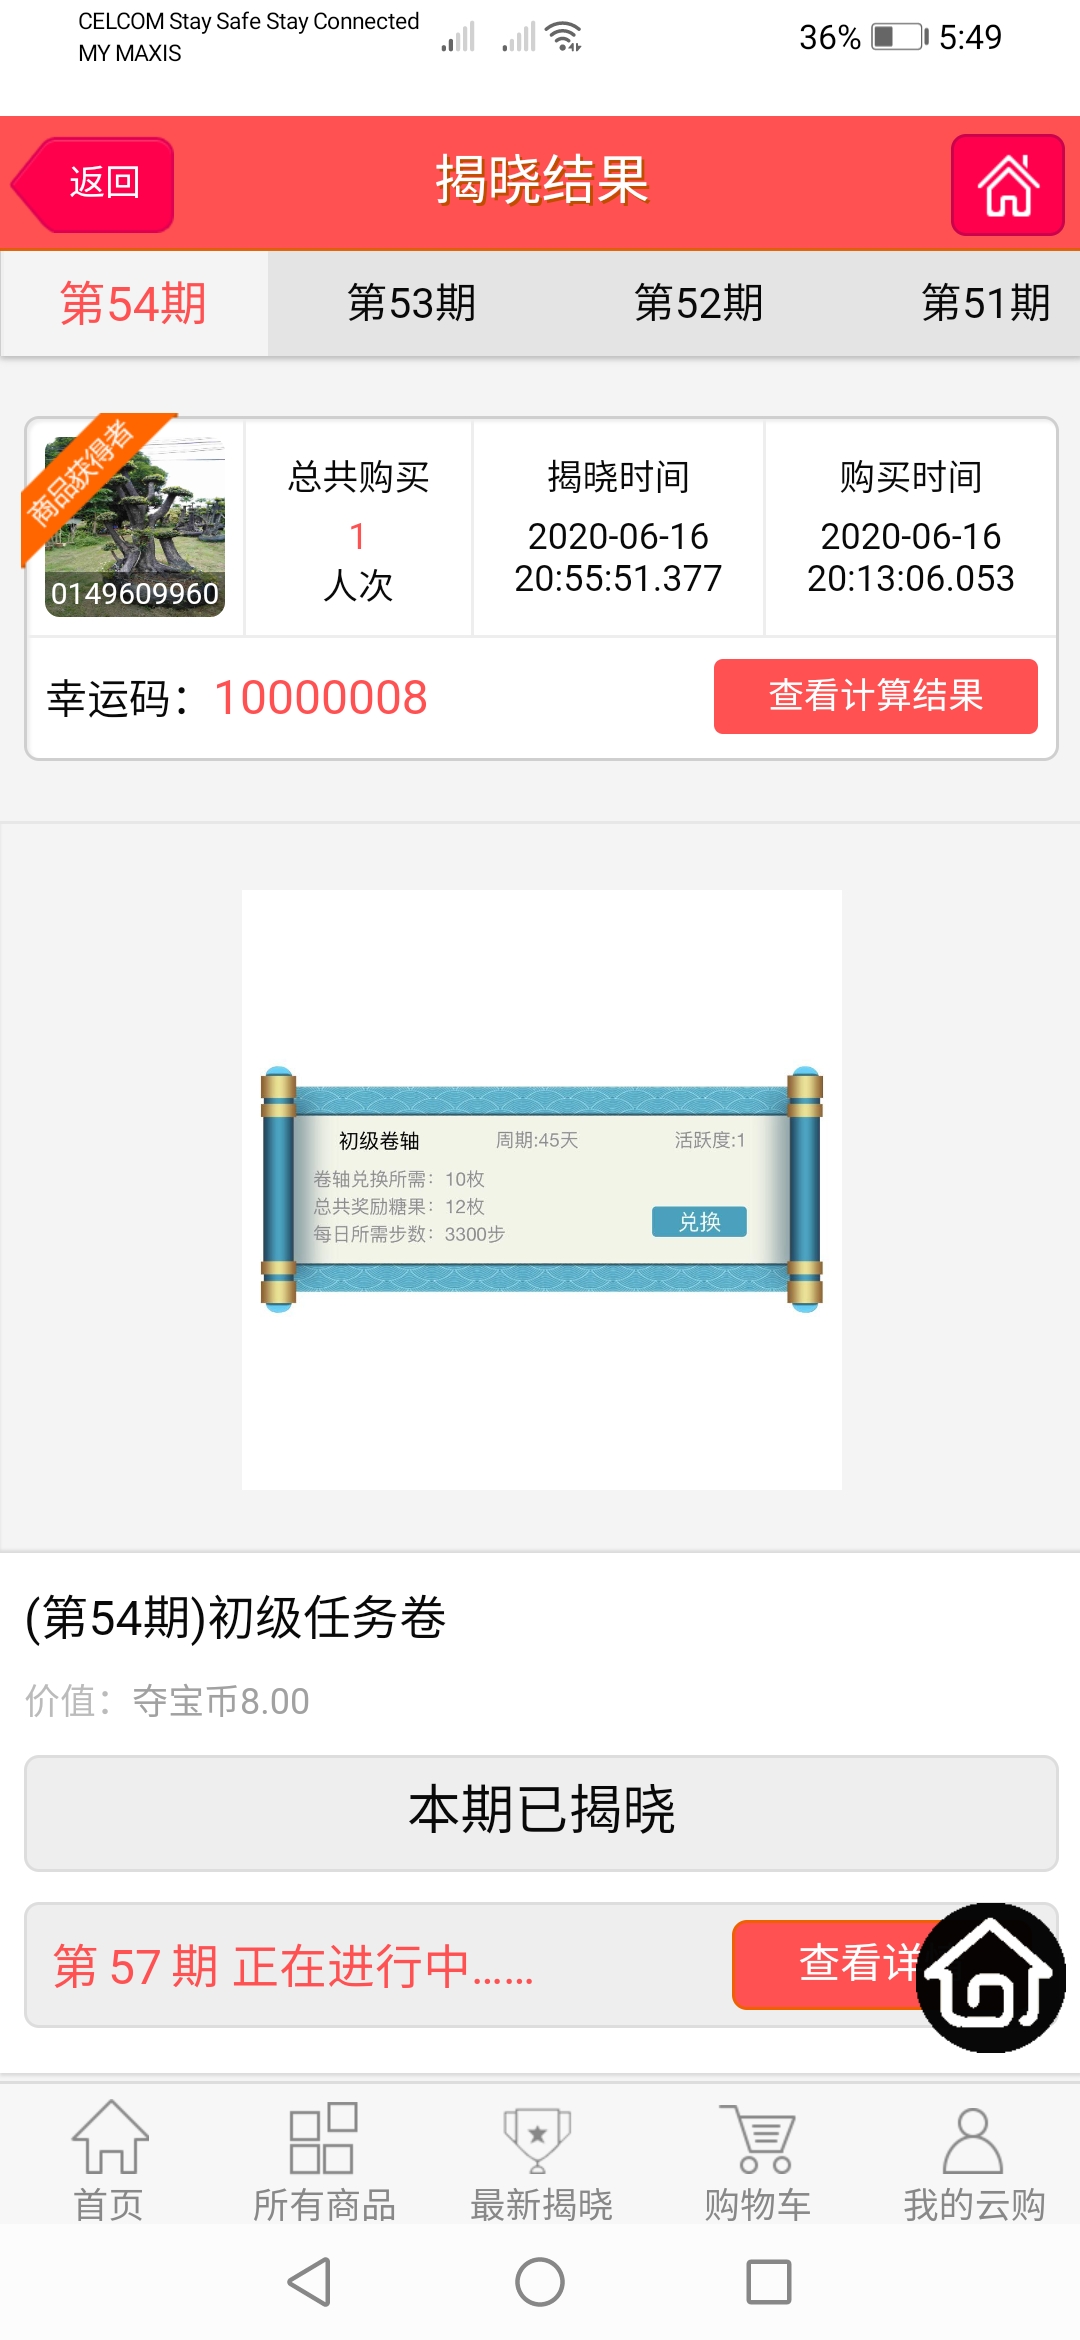 CELCOM Stay Safe Stay Connected
MY MAXIS
36% 5:49
返回
揭晓结果
第54期 第53期 第52期 第51期
商品获得者
0149609960
总共购买
1
人次
揭晓时间
2020-06-16
20:55:51.377
购买时间
2020-06-16
20:13:06.053
幸运码：10000008
查看计算结果
初级卷轴 周期:45天 活跃度:1
卷轴兑换所需：10枚
总共奖励糖果：12枚
每日所需步数：3300步
兑换
(第54期)初级任务卷
价值：夺宝币8.00
本期已揭晓
第 57 期 正在进行中......
查看详
首页 所有商品 最新揭晓 购物车 我的云购